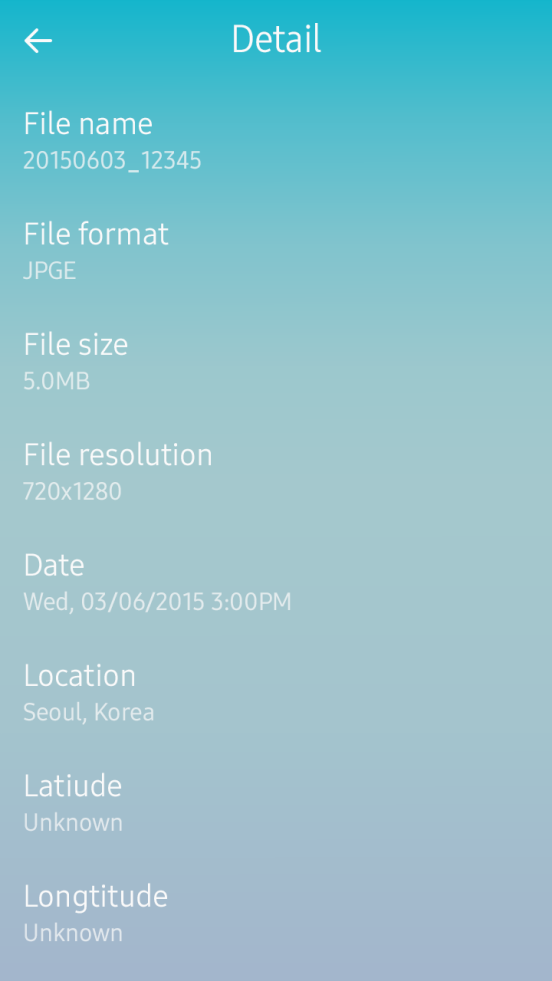 Detail
File name
20150603_12345
File format
JPGE
File size
5.0MB
File resolution
720x1280
Date
Wed, 03/06/2015 3:00PM
Location
Seoul, Korea
Latiude
Unknown
Longtitude
Unknown